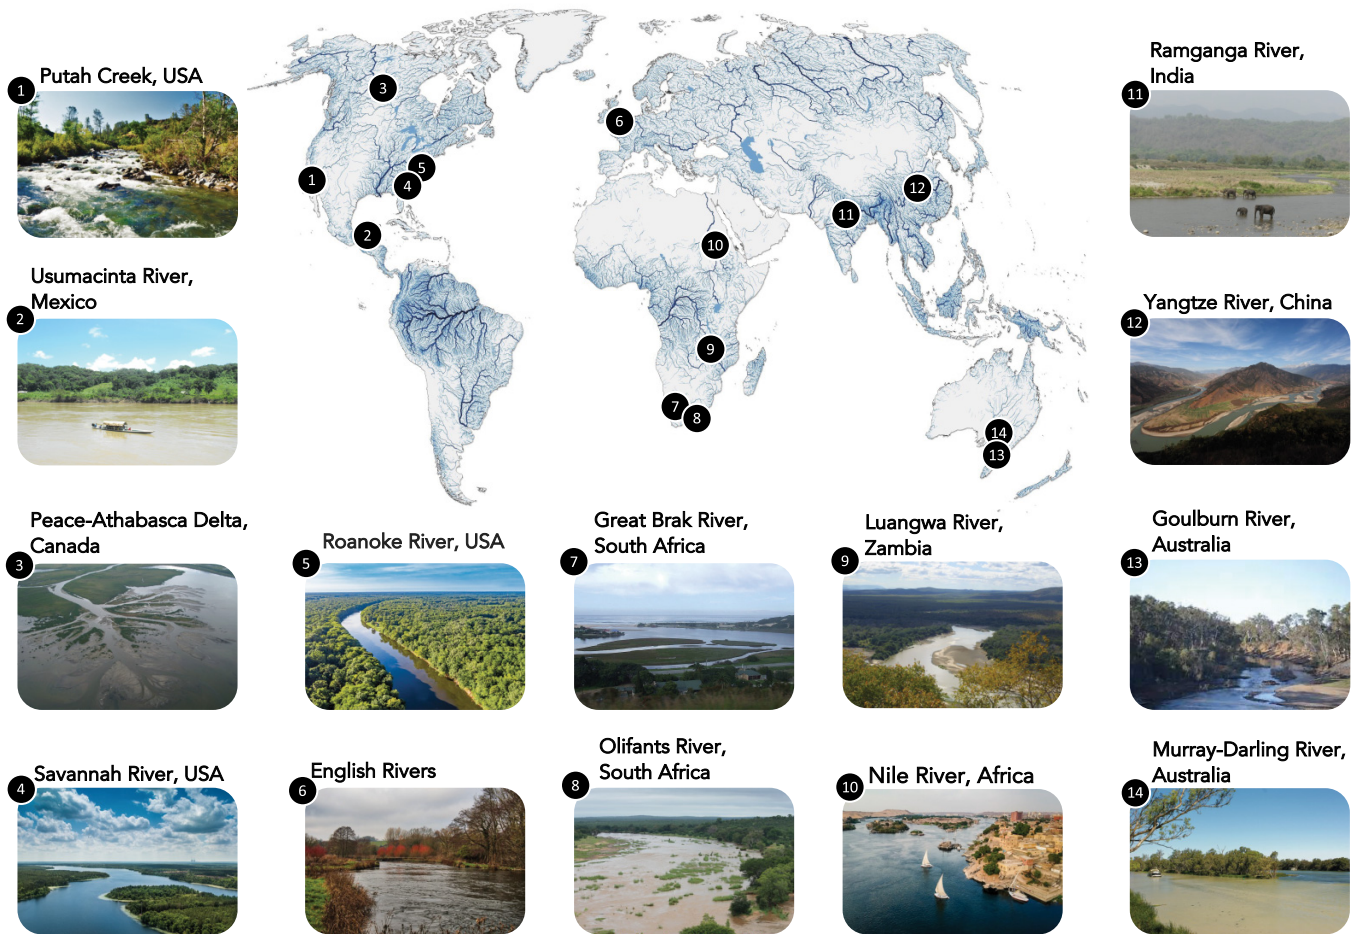 1
Putah Creek, USA
2
Usumacinta River,
Mexico
3
Peace-Athabasca Delta,
Canada
4
Savannah River, USA
5
Roanoke River, USA
6
English Rivers
7
Great Brak River,
South Africa
8
Olifants River,
South Africa
9
Luangwa River,
Zambia
10
Nile River, Africa
11
Ramganga River,
India
12
Yangtze River, China
13
Goulburn River,
Australia
14
Murray-Darling River,
Australia
1
2
3
4
5
6
7
8
9
10
11
12
13
14